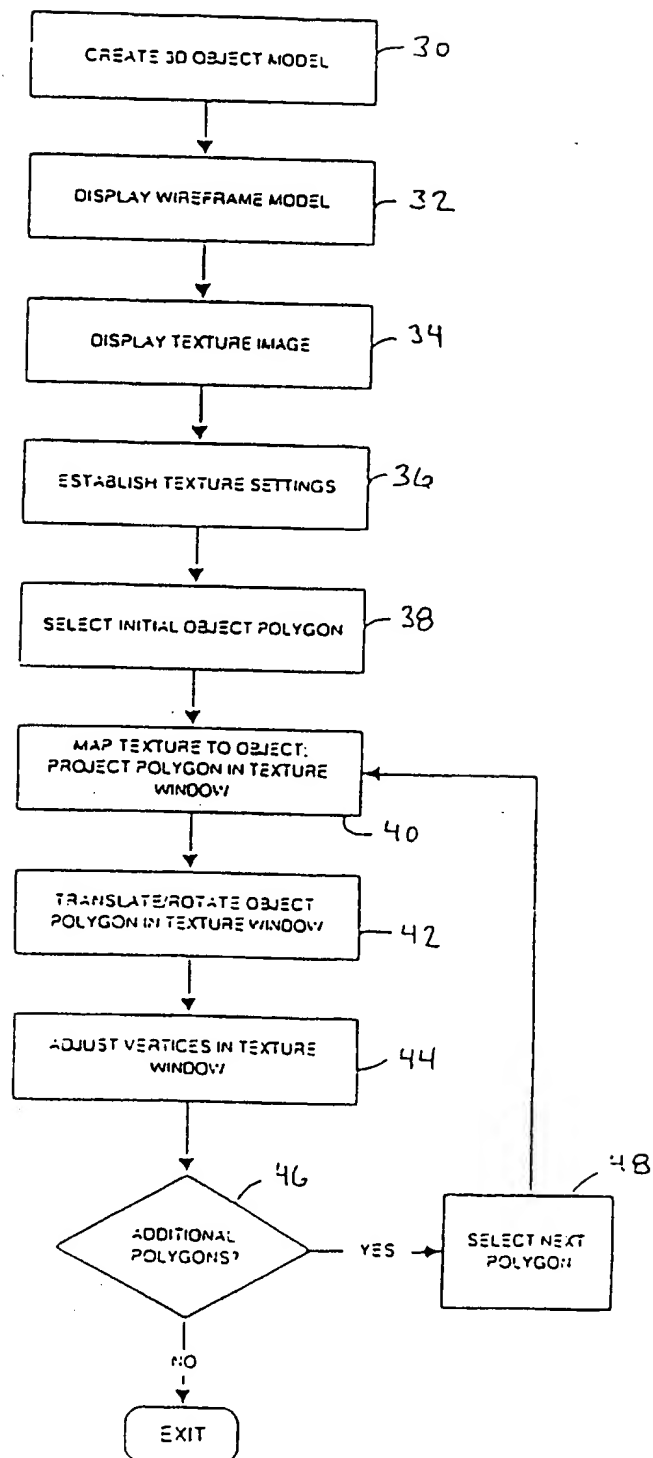 CREATE 3D OBJECT MODEL
30
DISPLAY WIREFRAME MODEL
32
DISPLAY TEXTURE IMAGE
34
ESTABLISH TEXTURE SETTINGS
36
SELECT INITIAL OBJECT POLYGON
38
MAP TEXTURE TO OBJECT;
PROJECT POLYGON IN TEXTURE
WINDOW
40
TRANSLATE/ROTATE OBJECT
POLYGON IN TEXTURE WINDOW
42
ADJUST VERTICES IN TEXTURE
WINDOW
44
46
ADDITIONAL
POLYGONS?
YES
48
SELECT NEXT
POLYGON
NO
EXIT